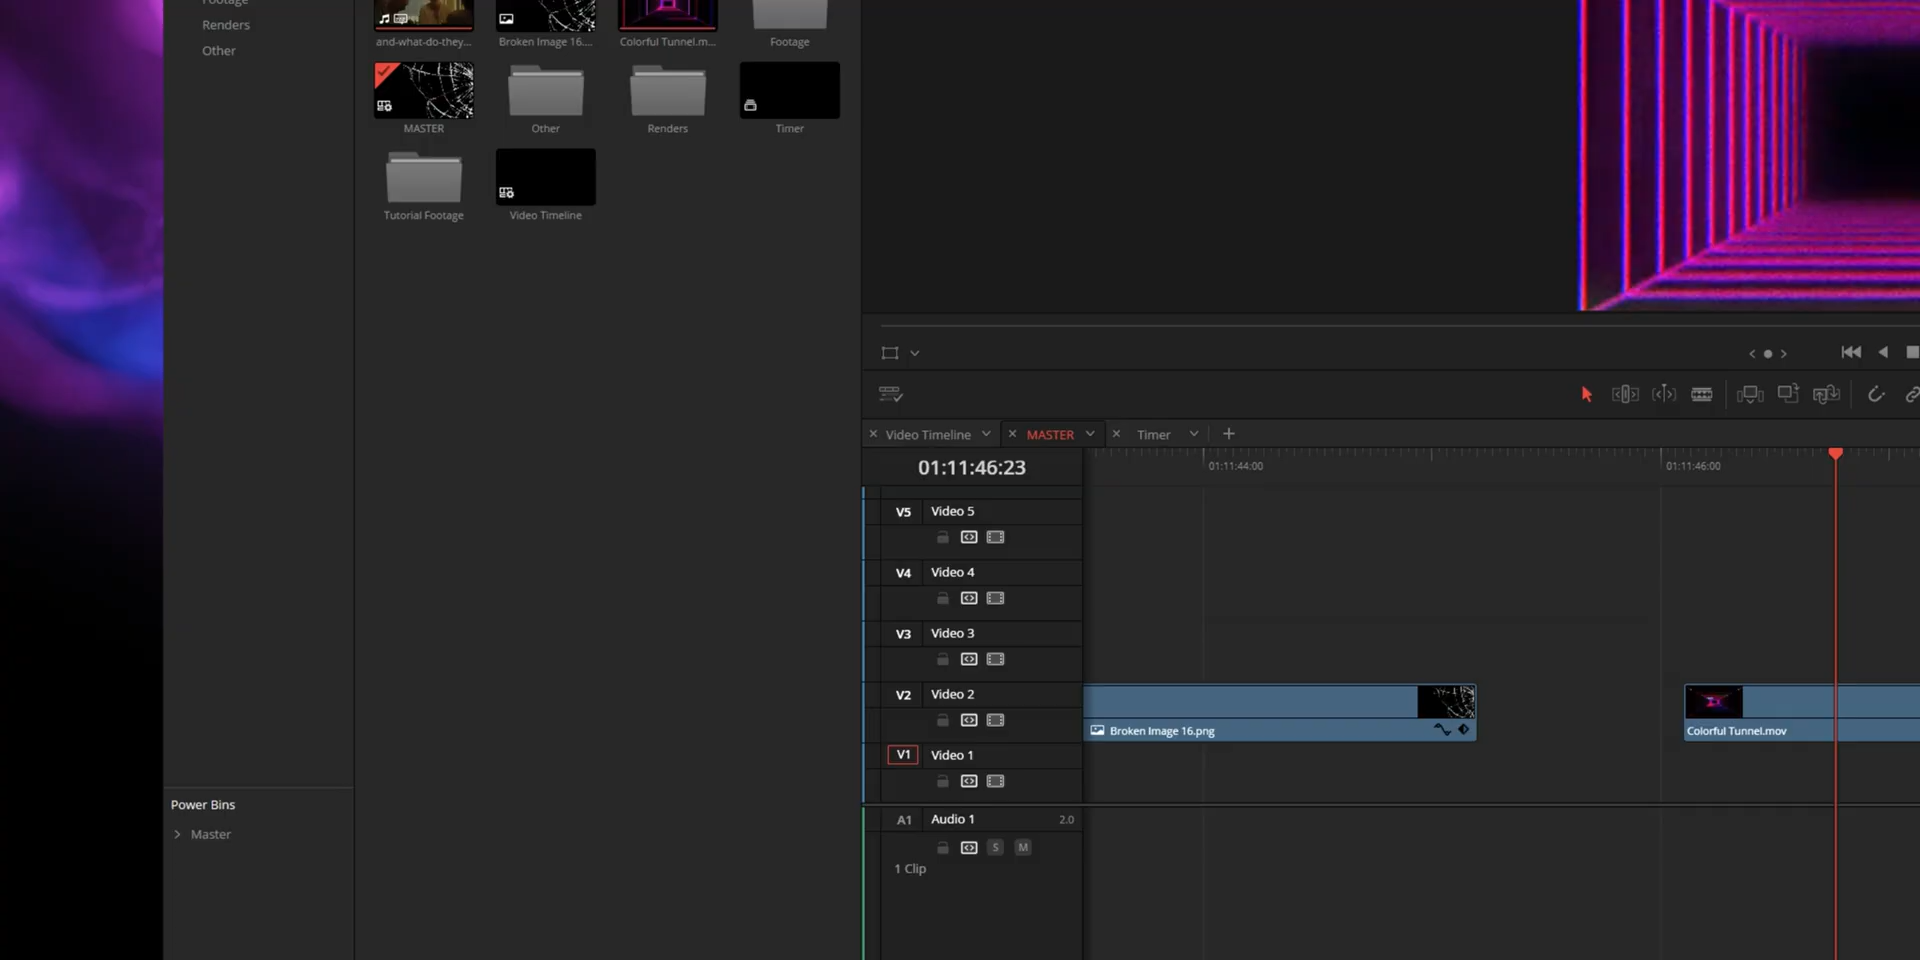 Renders
Other
and-what-do-they...
Broken Image 16....
Colorful Tunnel.m...
Footage
MASTER
Other
Renders
Timer
Tutorial Footage
Video Timeline
Video Timeline
MASTER
Timer
01:11:46:23
01:11:44:00
01:11:46:00
V5 Video 5
V4 Video 4
V3 Video 3
V2 Video 2
Broken Image 16.png
Colorful Tunnel.mov
V1 Video 1
Power Bins
Master
A1 Audio 1 2.0
S M
1 Clip